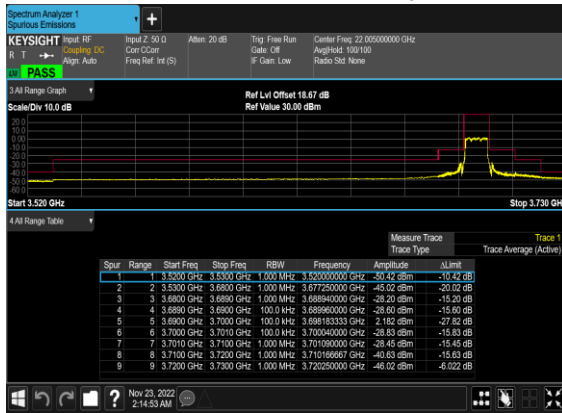 Spectrum Analyzer 1
Spurious Emissions
KEYSIGHT Input: RF Input Z: 50 Ω Atten: 20 dB Trig: Free Run Center Freq: 22.005000000 GHz
R T Coupling: DC Corr CCorr Gate: Off Avg|Hold: 100/100
Align: Auto Freq Ref: Int (S) IF Gain: Low Radio Std: None
PASS
3 All Range Graph
Ref Lvl Offset 18.67 dB
Scale/Div 10.0 dB Ref Value 30.00 dBm
20.0
10.0
0.00
-10.0
-20.0
-30.0
-40.0
-50.0
-60.0
Start 3.520 GHz Stop 3.730 GH
4 All Range Table
Measure Trace Trace 1
Trace Type Trace Average (Active)
Spur Range Start Freq Stop Freq RBW Frequency Amplitude ΔLimit
1 1 3.5200 GHz 3.5300 GHz 1.000 MHz 3.520000000 GHz -50.42 dBm -10.42 dB
2 2 3.5300 GHz 3.6800 GHz 1.000 MHz 3.677250000 GHz -45.02 dBm -20.02 dB
3 3 3.6800 GHz 3.6890 GHz 1.000 MHz 3.688940000 GHz -28.20 dBm -15.20 dB
4 4 3.6890 GHz 3.6900 GHz 100.0 kHz 3.689960000 GHz -28.60 dBm -15.60 dB
5 5 3.6900 GHz 3.7000 GHz 100.0 kHz 3.698183333 GHz 2.182 dBm -27.82 dB
6 6 3.7000 GHz 3.7010 GHz 100.0 kHz 3.700040000 GHz -28.83 dBm -15.83 dB
7 7 3.7010 GHz 3.7100 GHz 1.000 MHz 3.701090000 GHz -28.45 dBm -15.45 dB
8 8 3.7100 GHz 3.7200 GHz 1.000 MHz 3.710166667 GHz -40.63 dBm -15.63 dB
9 9 3.7200 GHz 3.7300 GHz 1.000 MHz 3.720250000 GHz -46.02 dBm -6.022 dB
Nov 23, 2022
2:14:53 AM